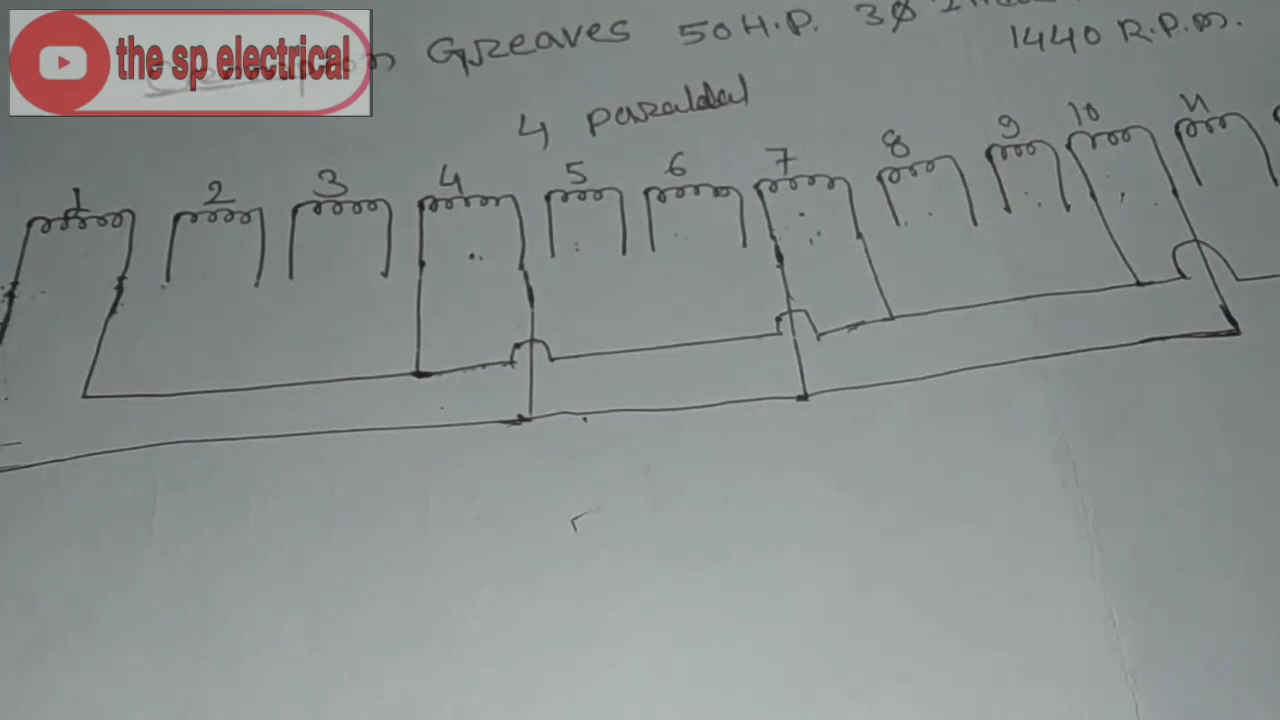 the sp electrical
Greaves 50 H.P. 3Ø
1440 R.P.m.
4 paralal
1 2 3 4 5 6 7 8 9 10 11